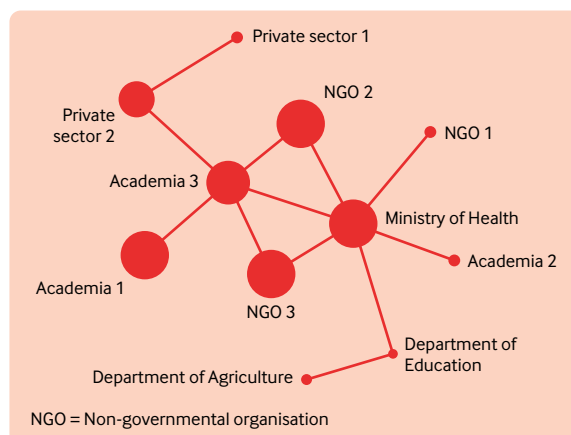 Private sector 1
NGO 2
Private
sector 2
NGO 1
Academia 3
Ministry of Health
Academia 2
Academia 1
NGO 3
Department of
Education
Department of Agriculture
NGO = Non-governmental organisation